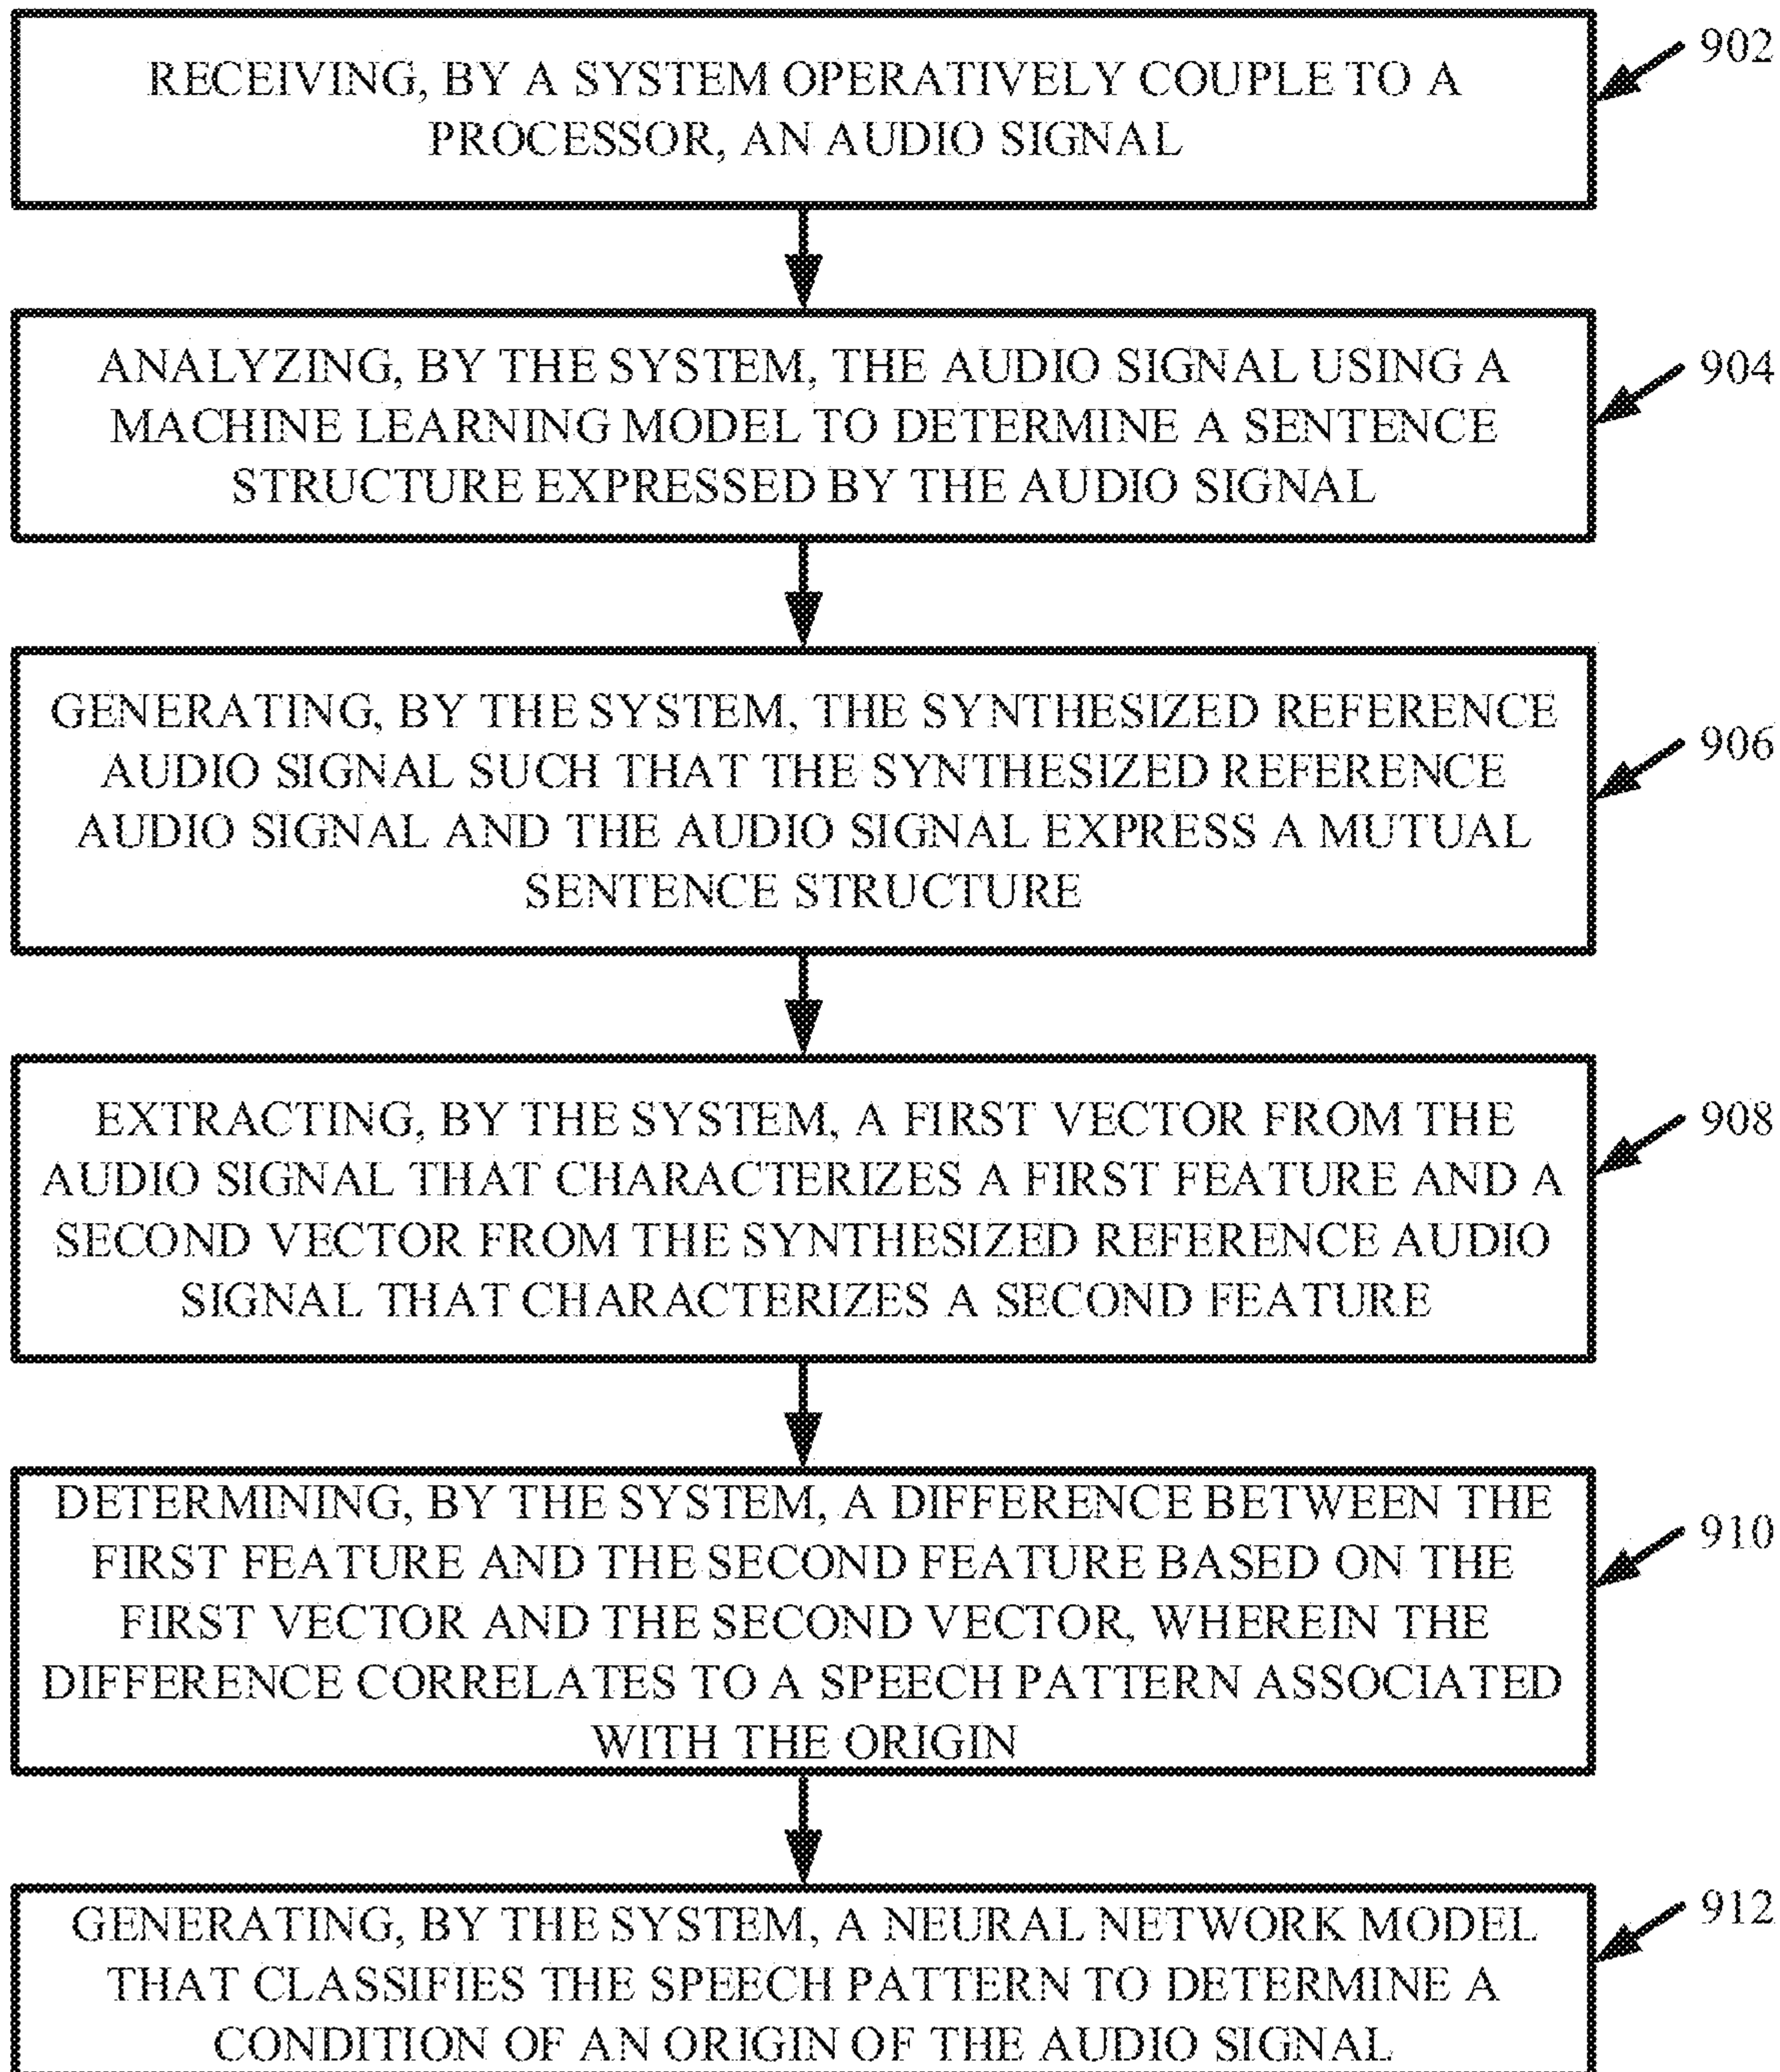 RECEIVING, BY A SYSTEM OPERATIVELY COUPLE TO A
PROCESSOR, AN AUDIO SIGNAL
902
ANALYZING, BY THE SYSTEM, THE AUDIO SIGNAL USING A
MACHINE LEARNING MODEL TO DETERMINE A SENTENCE
STRUCTURE EXPRESSED BY THE AUDIO SIGNAL
904
GENERATING, BY THE SYSTEM, THE SYNTHESIZED REFERENCE
AUDIO SIGNAL SUCH THAT THE SYNTHESIZED REFERENCE
AUDIO SIGNAL AND THE AUDIO SIGNAL EXPRESS A MUTUAL
SENTENCE STRUCTURE
906
EXTRACTING, BY THE SYSTEM, A FIRST VECTOR FROM THE
AUDIO SIGNAL THAT CHARACTERIZES A FIRST FEATURE AND A
SECOND VECTOR FROM THE SYNTHESIZED REFERENCE AUDIO
SIGNAL THAT CHARACTERIZES A SECOND FEATURE
908
DETERMINING, BY THE SYSTEM, A DIFFERENCE BETWEEN THE
FIRST FEATURE AND THE SECOND FEATURE BASED ON THE
FIRST VECTOR AND THE SECOND VECTOR, WHEREIN THE
DIFFERENCE CORRELATES TO A SPEECH PATTERN ASSOCIATED
WITH THE ORIGIN
910
GENERATING, BY THE SYSTEM, A NEURAL NETWORK MODEL
THAT CLASSIFIES THE SPEECH PATTERN TO DETERMINE A
CONDITION OF AN ORIGIN OF THE AUDIO SIGNAL
912